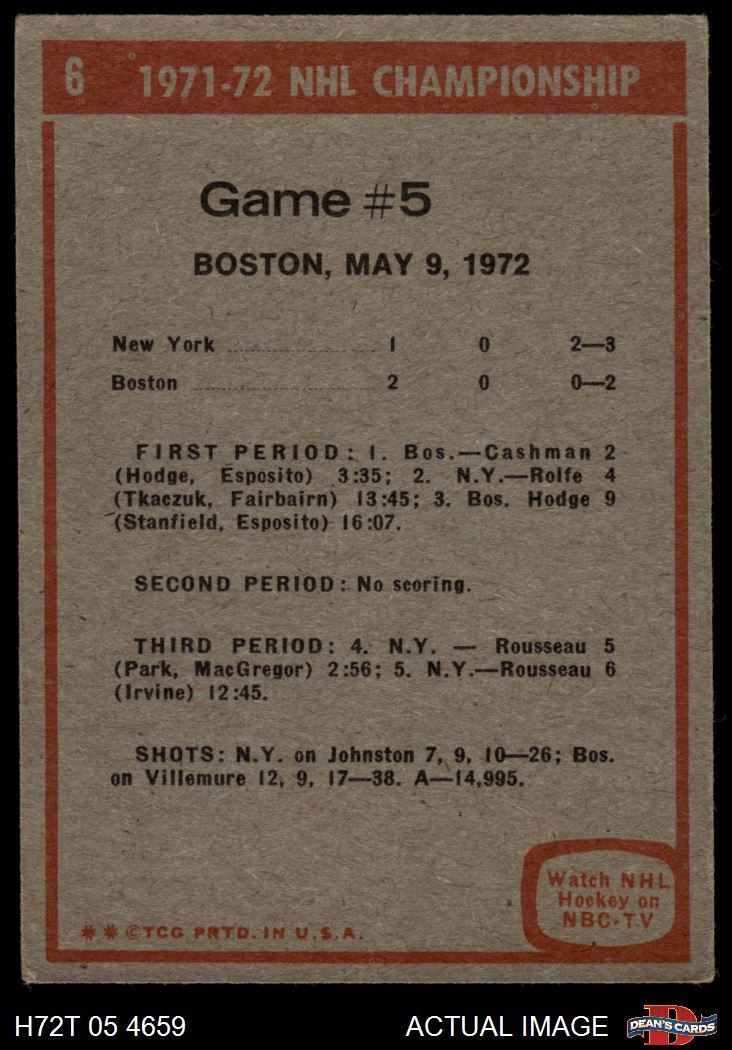 6 1971-72 NHL CHAMPIONSHIP
Game #5
BOSTON, MAY 9, 1972
New York 1 0 2—3
Boston 2 0 0—2
FIRST PERIOD: 1. Bos.—Cashman 2
(Hodge, Esposito) 3:35; 2. N.Y.—Rolfe 4
(Tkaczuk, Fairbairn) 13:45; 3. Bos. Hodge 9
(Stanfield, Esposito) 16:07.
SECOND PERIOD: No scoring.
THIRD PERIOD: 4. N.Y. — Rousseau 5
(Park, MacGregor) 2:56; 5. N.Y.—Rousseau 6
(Irvine) 12:45.
SHOTS: N.Y. on Johnston 7, 9, 10—26; Bos.
on Villemure 12, 9, 17—38. A—14,995.
Watch NHL
Hockey on
NBC-TV
** ©TCG PRTD. IN U.S.A.
H72T 05 4659 ACTUAL IMAGE D DEAN'S CARDS